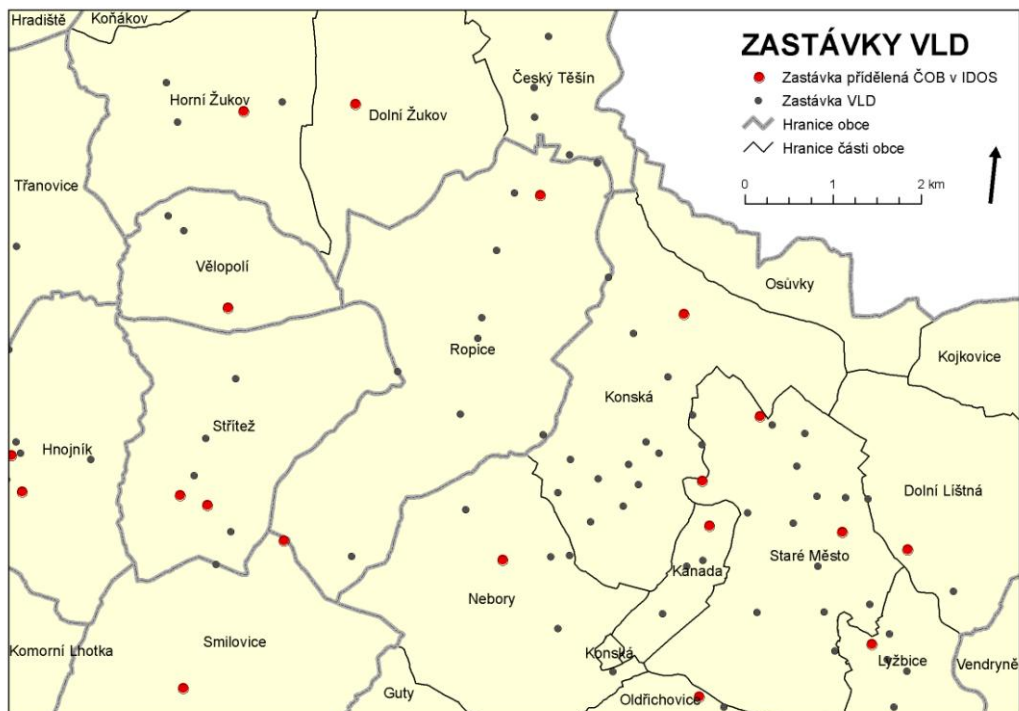 Hradiště
Koňákov
ZASTÁVKY VLD
Zastávka přídělená ČOB v IDOS
Zastávka VLD
Hranice obce
Hranice části obce
0 1 2 km
Český Těšín
Horní Žukov
Dolní Žukov
Třanovice
Vělopolí
Osůvky
Ropice
Kojkovice
Konská
Střítež
Hnojník
Dolní Líštná
Staré Město
Kanada
Nebory
Smilovice
Komorní Lhotka
Konská
Lyžbice
Vendryně
Guty
Oldřichovice